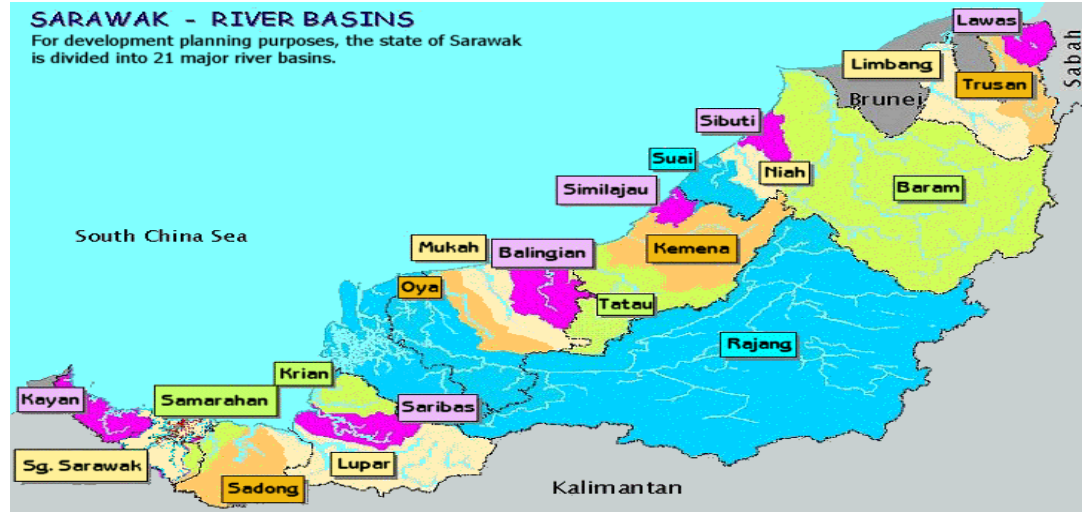 SARAWAK - RIVER BASINS
For development planning purposes, the state of Sarawak
is divided into 21 major river basins.
Lawas
Sabah
Limbang
Trusan
Brunei
Sibuti
Suai
Niah
Similajau
Baram
South China Sea
Mukah
Balingian
Kemena
Oya
Tatau
Rajang
Krian
Kayan
Samarahan
Saribas
Sg. Sarawak
Lupar
Sadong
Kalimantan